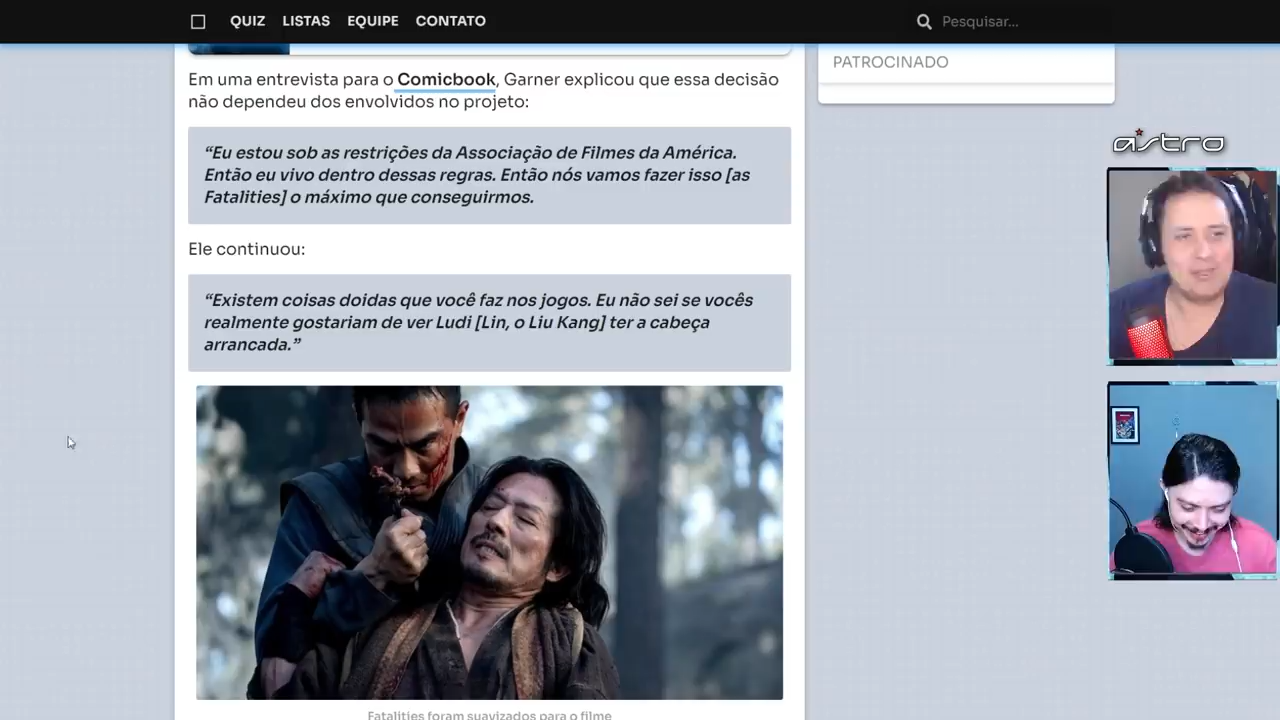 QUIZ LISTAS EQUIPE CONTATO
Pesquisar...
PATROCINADO
Em uma entrevista para o Comicbook, Garner explicou que essa decisão
não dependeu dos envolvidos no projeto:
“Eu estou sob as restrições da Associação de Filmes da América.
Então eu vivo dentro dessas regras. Então nós vamos fazer isso [as
Fatalities] o máximo que conseguirmos.
Ele continuou:
“Existem coisas doidas que você faz nos jogos. Eu não sei se vocês
realmente gostariam de ver Ludi [Lin, o Liu Kang] ter a cabeça
arrancada.”
Fatalities foram suavizados para o filme
astro